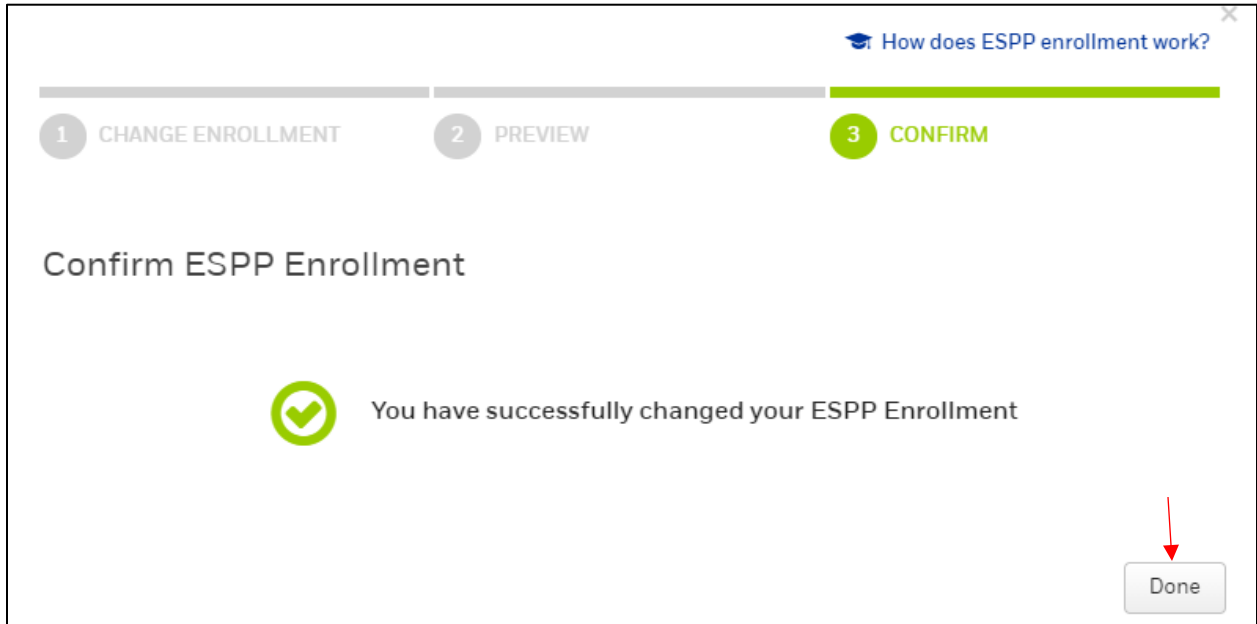 How does ESPP enrollment work?
1 CHANGE ENROLLMENT
2 PREVIEW
3 CONFIRM
Confirm ESPP Enrollment
You have successfully changed your ESPP Enrollment
Done